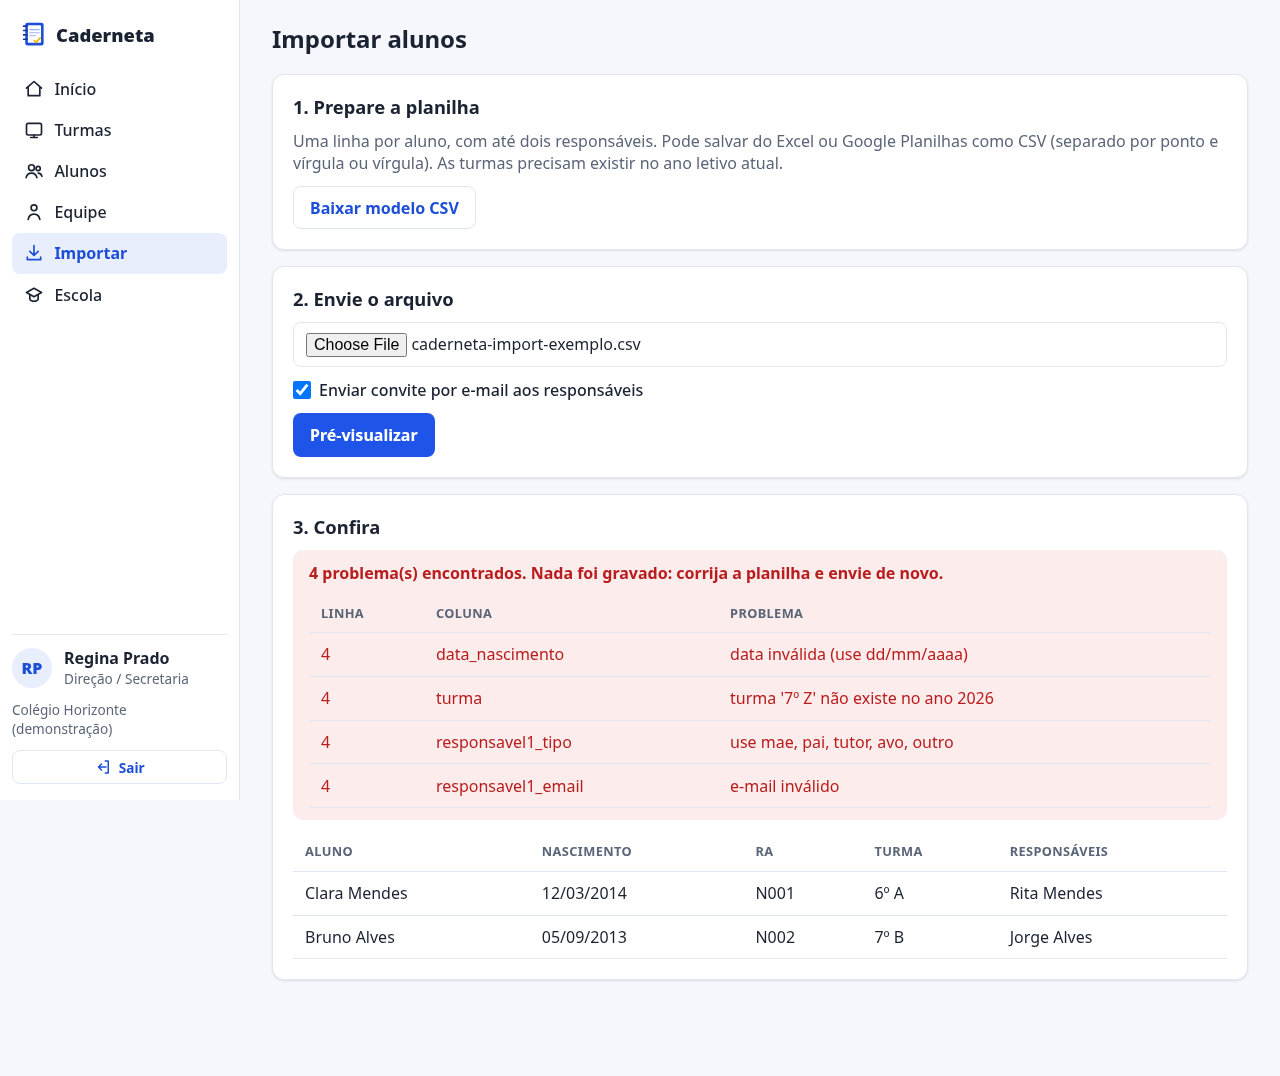 Caderneta
Início
Turmas
Alunos
Equipe
Importar
Escola
RP
Regina Prado
Direção / Secretaria
Colégio Horizonte
(demonstração)
Sair
Importar alunos
1. Prepare a planilha
Uma linha por aluno, com até dois responsáveis. Pode salvar do Excel ou Google Planilhas como CSV (separado por ponto e
vírgula ou vírgula). As turmas precisam existir no ano letivo atual.
Baixar modelo CSV
2. Envie o arquivo
Choose File caderneta-import-exemplo.csv
Enviar convite por e-mail aos responsáveis
Pré-visualizar
3. Confira
4 problema(s) encontrados. Nada foi gravado: corrija a planilha e envie de novo.
LINHA COLUNA PROBLEMA
4 data_nascimento data inválida (use dd/mm/aaaa)
4 turma turma '7º Z' não existe no ano 2026
4 responsavel1_tipo use mae, pai, tutor, avo, outro
4 responsavel1_email e-mail inválido
ALUNO NASCIMENTO RA TURMA RESPONSÁVEIS
Clara Mendes 12/03/2014 N001 6º A Rita Mendes
Bruno Alves 05/09/2013 N002 7º B Jorge Alves